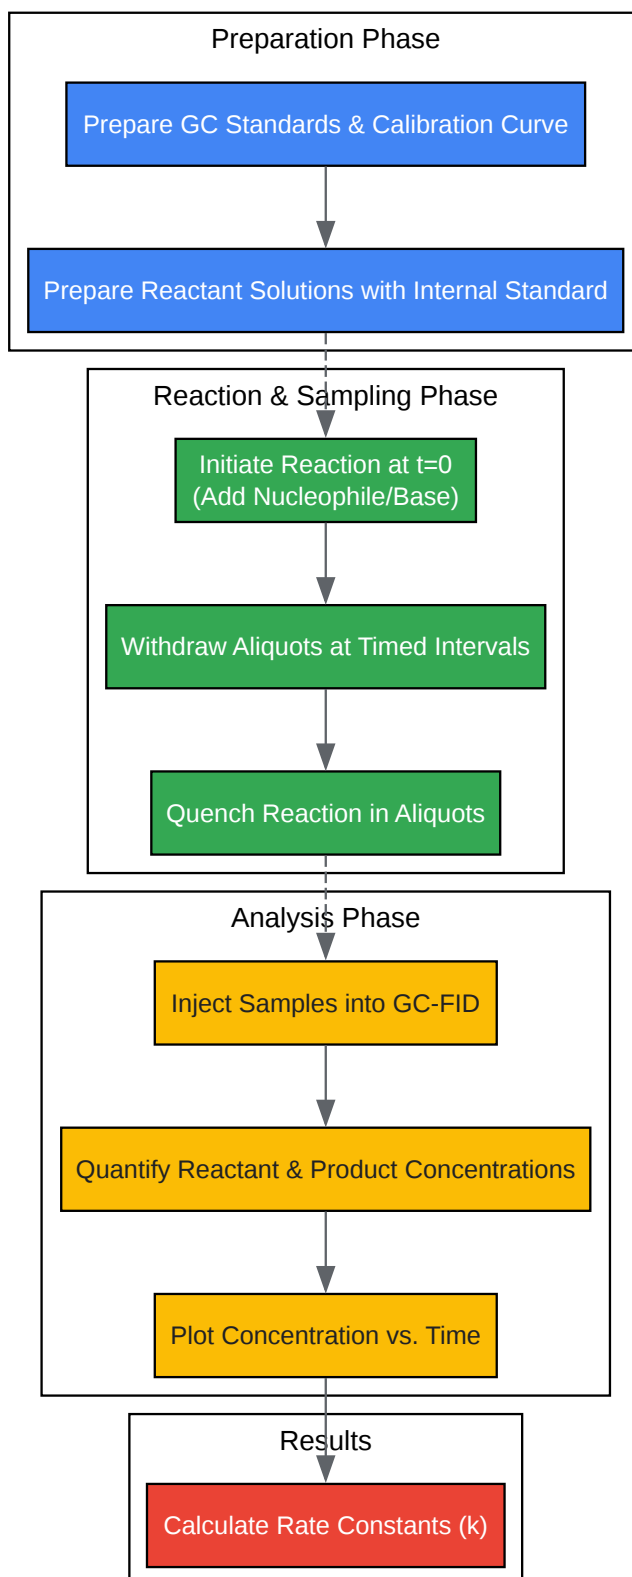 Preparation Phase
Prepare GC Standards & Calibration Curve
Prepare Reactant Solutions with Internal Standard
Reaction & Sampling Phase
Initiate Reaction at t=0
(Add Nucleophile/Base)
Withdraw Aliquots at Timed Intervals
Quench Reaction in Aliquots
Analysis Phase
Inject Samples into GC-FID
Quantify Reactant & Product Concentrations
Plot Concentration vs. Time
Results
Calculate Rate Constants (k)